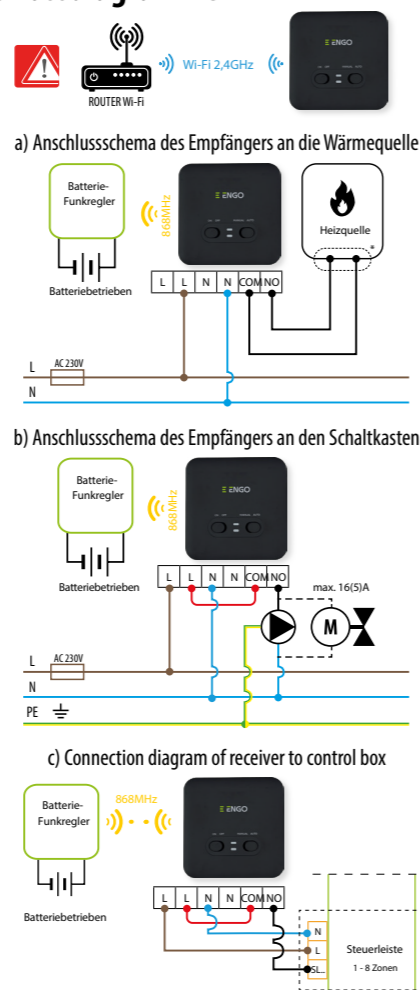 Wi-Fi 2,4GHz
ROUTER Wi-Fi
ENGO
a) Anschlussschema des Empfängers an die Wärmequelle
Batterie-
Funkregler
868MHz
ENGO
Heizquelle
*
Batteriebetrieben
L L N N COM NO
L AC 230V
N
b) Anschlussschema des Empfängers an den Schaltkasten
Batterie-
Funkregler
868MHz
ENGO
Batteriebetrieben
L L N N COM NO
max. 16(5)A
M
L AC 230V
N
PE
c) Connection diagram of receiver to control box
Batterie-
Funkregler
868MHz
ENGO
Batteriebetrieben
L L N N COM NO
N
L
SL...
Steuerleiste
1 - 8 Zonen